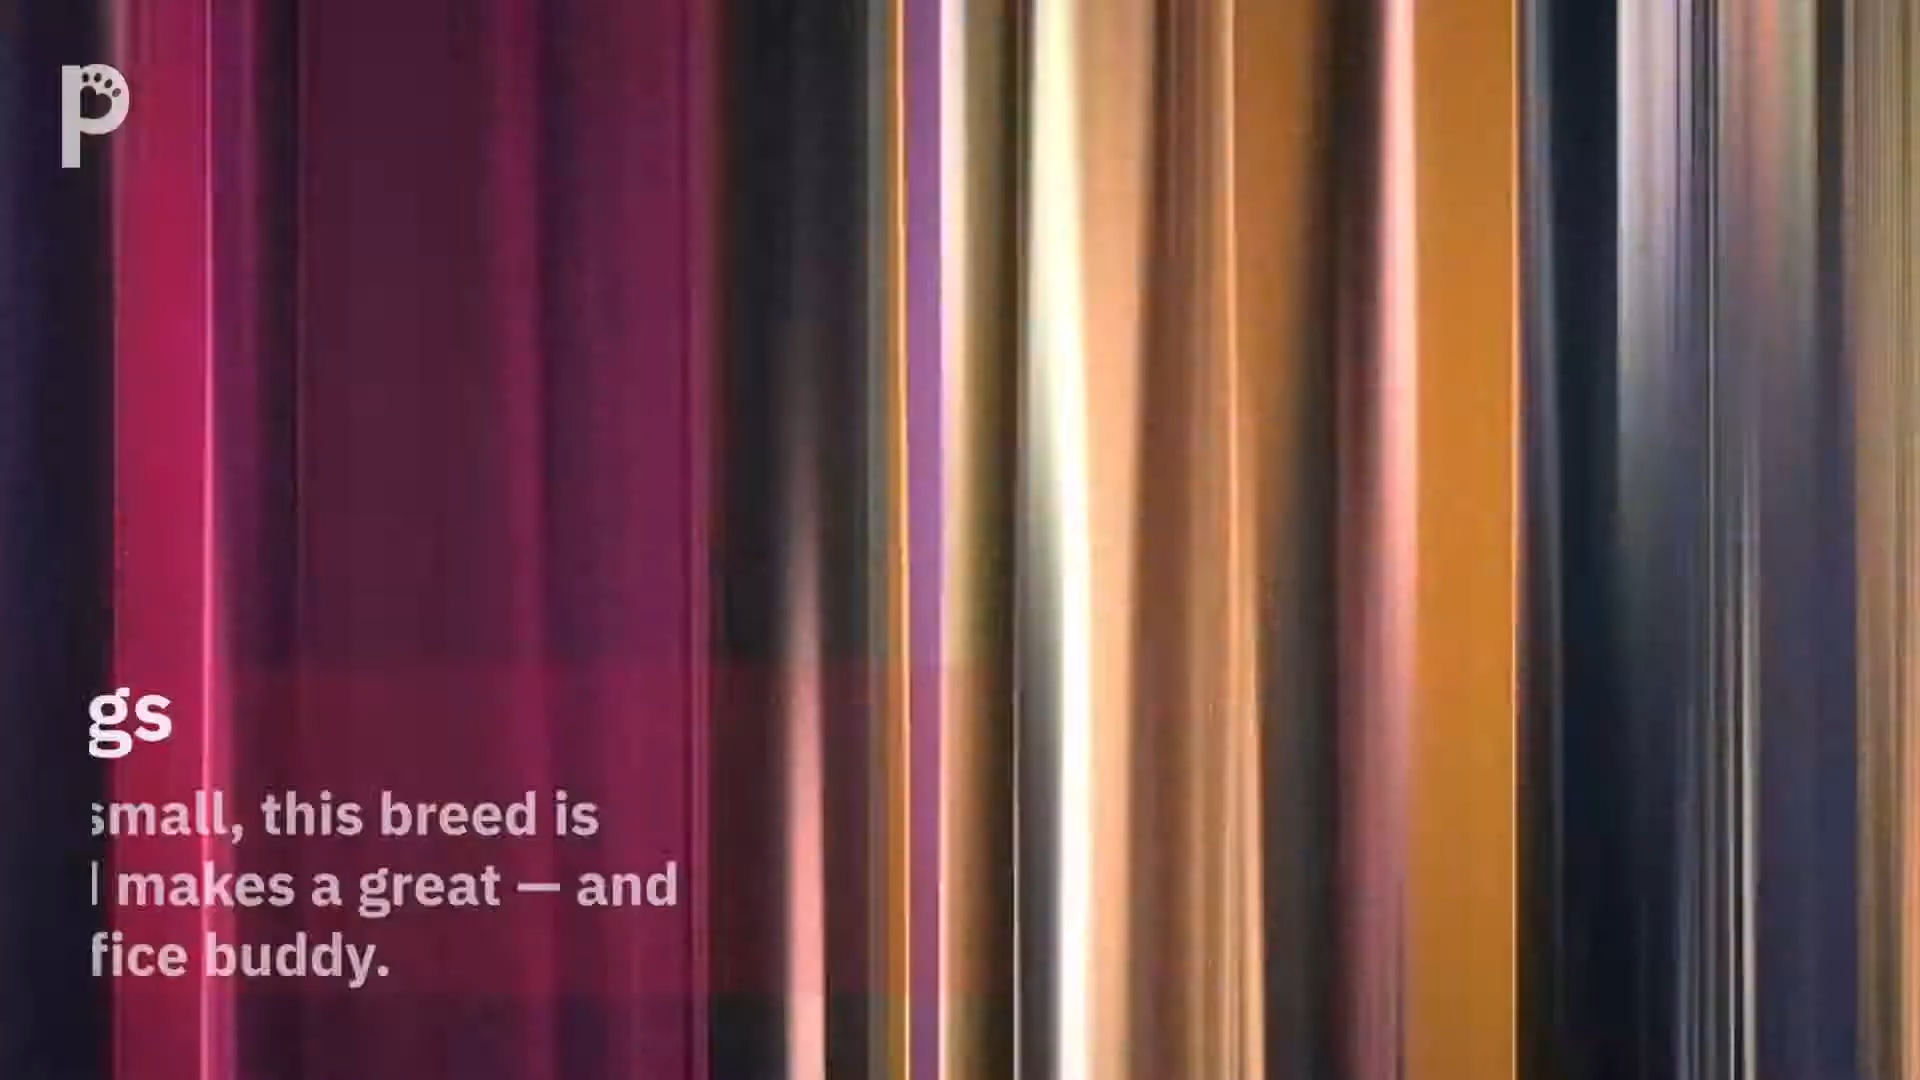 p
gs
small, this breed is
makes a great — and
fice buddy.